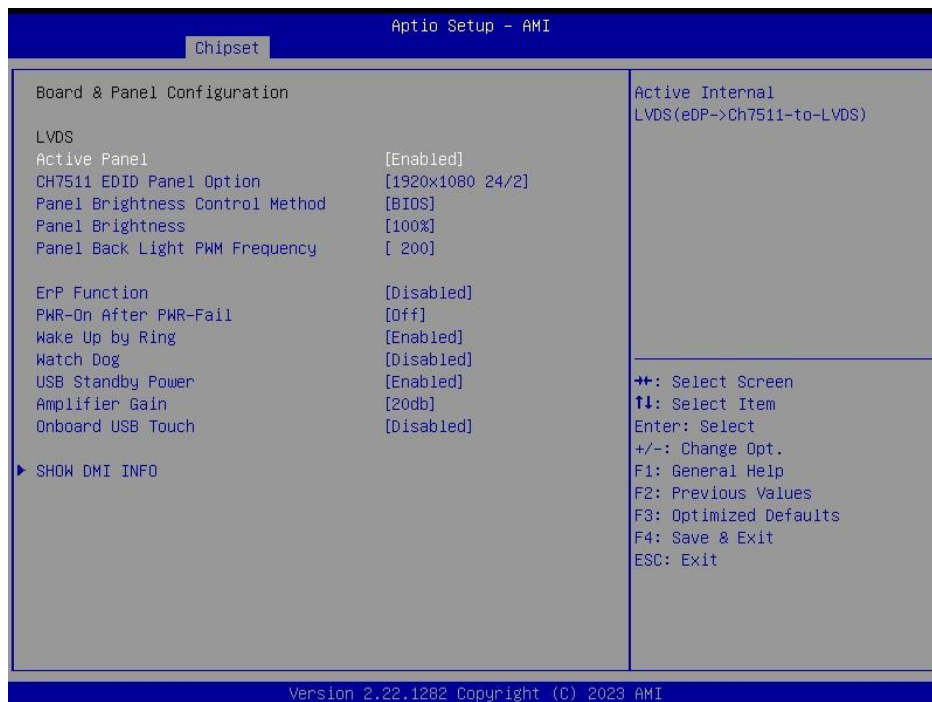 Aptio Setup - AMI
Chipset
Board & Panel Configuration
LVDS
Active Panel [Enabled]
CH7511 EDID Panel Option [1920x1080 24/2]
Panel Brightness Control Method [BIOS]
Panel Brightness [100%]
Panel Back Light PWM Frequency [ 200]
ErP Function [Disabled]
PWR-On After PWR-Fail [Off]
Wake Up by Ring [Enabled]
Watch Dog [Disabled]
USB Standby Power [Enabled]
Amplifier Gain [20db]
Onboard USB Touch [Disabled]
▶ SHOW DMI INFO
Active Internal
LVDS(eDP->Ch7511-to-LVDS)
→←: Select Screen
↑↓: Select Item
Enter: Select
+/-: Change Opt.
F1: General Help
F2: Previous Values
F3: Optimized Defaults
F4: Save & Exit
ESC: Exit
Version 2.22.1282 Copyright (C) 2023 AMI